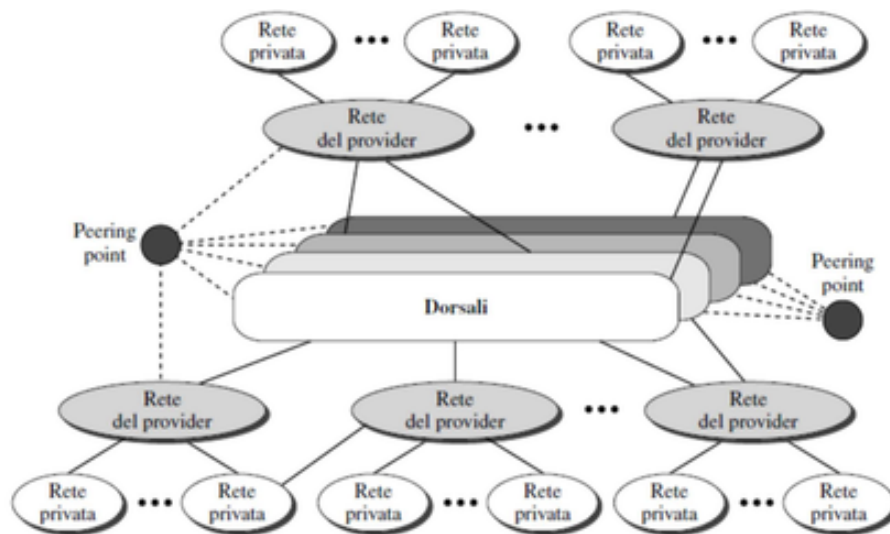 Rete
privata
Rete
privata
Rete
privata
Rete
privata
Rete
del provider
Rete
del provider
Peering
point
Peering
point
Dorsali
Rete
del provider
Rete
del provider
Rete
del provider
Rete
privata
Rete
privata
Rete
privata
Rete
privata
Rete
privata
Rete
privata